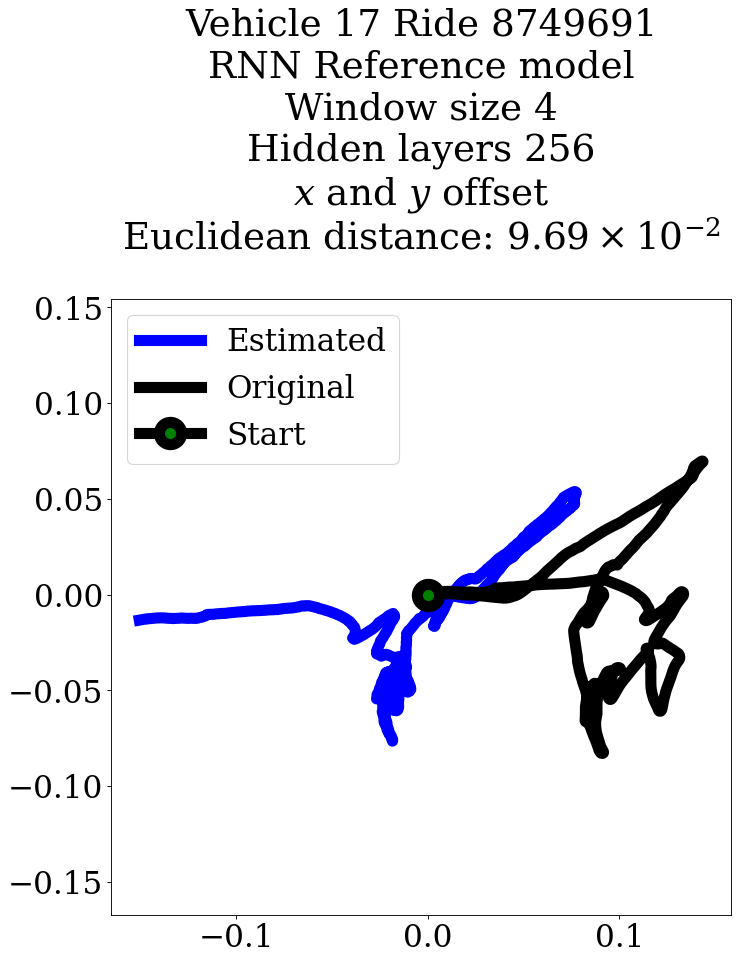 Vehicle 17 Ride 8749691
RNN Reference model
Window size 4
Hidden layers 256
x and y offset
Euclidean distance: 9.69 × 10⁻²
Estimated
Original
Start
0.15
0.10
0.05
0.00
−0.05
−0.10
−0.15
−0.1
0.0
0.1